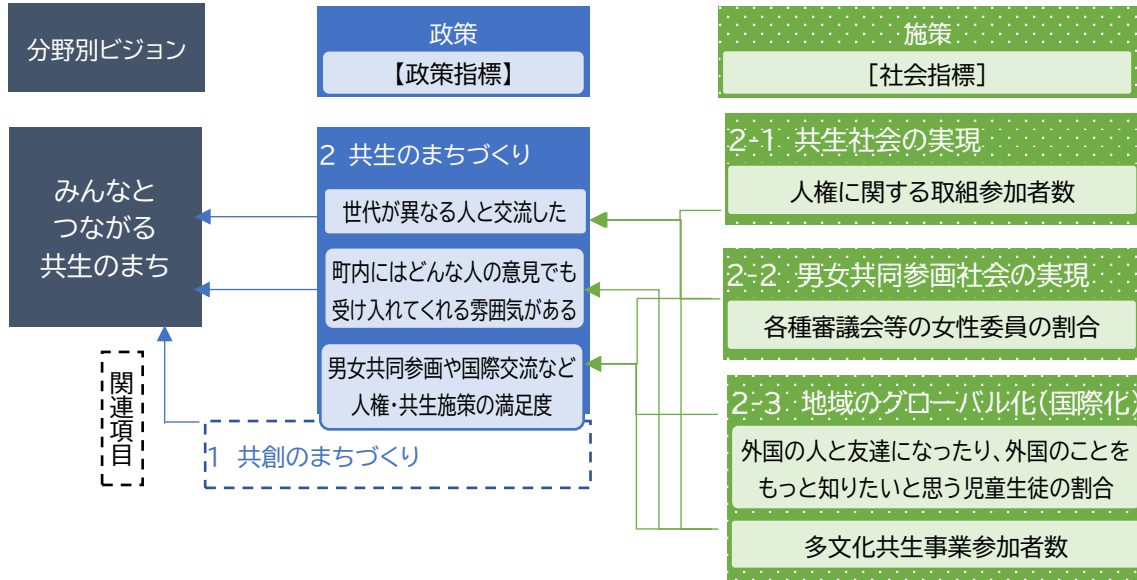 分野別ビジョン
政策
【政策指標】
施策
[社会指標]
みんなと
つながる
共生のまち
2 共生のまちづくり
世代が異なる人と交流した
町内にはどんな人の意見でも
受け入れてくれる雰囲気がある
男女共同参画や国際交流など
人権・共生施策の満足度
関連項目
1 共創のまちづくり
2-1 共生社会の実現
人権に関する取組参加者数
2-2 男女共同参画社会の実現
各種審議会等の女性委員の割合
2-3 地域のグローバル化(国際化)
外国の人と友達になったり、外国のことを
もっと知りたいと思う児童生徒の割合
多文化共生事業参加者数